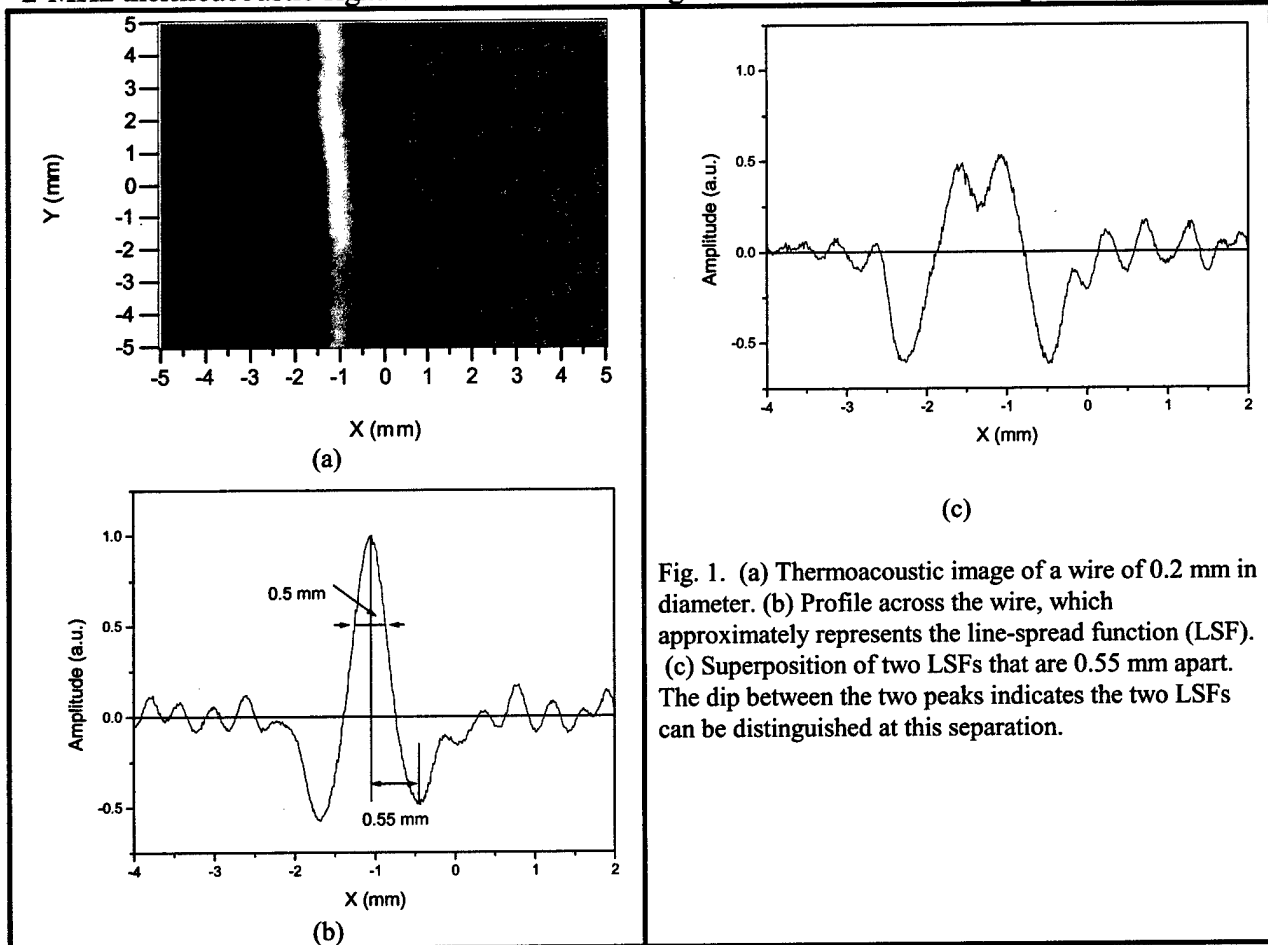 MHz thermoacoustic
5
4
3
2
1
0
-1
-2
-3
-4
-5
Y (mm)
-5 -4 -3 -2 -1 0 1 2 3 4 5
X (mm)
(a)
1.0
0.5
0.0
-0.5
Amplitude (a.u.)
0.5 mm
0.55 mm
-4 -3 -2 -1 0 1 2
X (mm)
(b)
1.0
0.5
0.0
-0.5
Amplitude (a.u.)
-4 -3 -2 -1 0 1 2
X (mm)
(c)
Fig. 1. (a) Thermoacoustic image of a wire of 0.2 mm in
diameter. (b) Profile across the wire, which
approximately represents the line-spread function (LSF).
(c) Superposition of two LSFs that are 0.55 mm apart.
The dip between the two peaks indicates the two LSFs
can be distinguished at this separation.